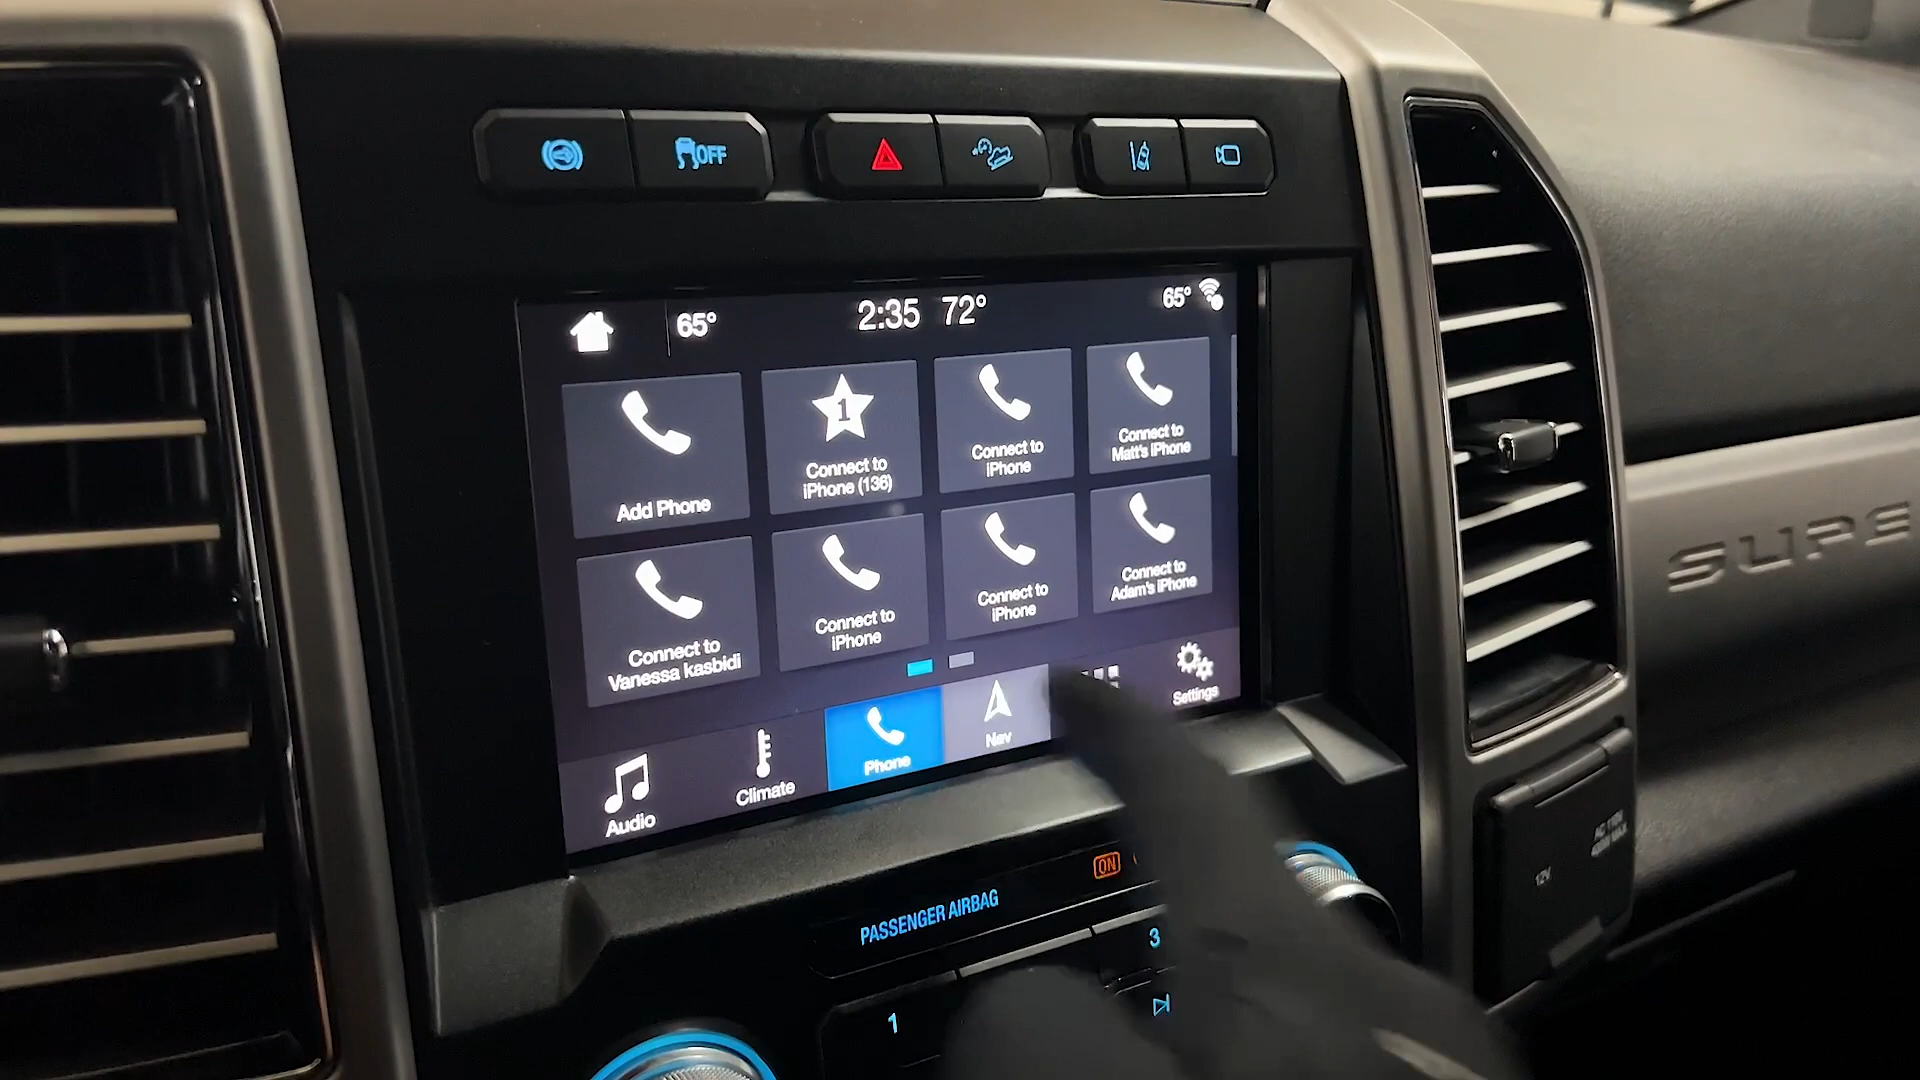 OFF
65° 2:35 72° 65°
Add Phone
1
Connect to
iPhone (136)
Connect to
iPhone
Connect to
Matt's iPhone
Connect to
Vanessa kasbidi
Connect to
iPhone
Connect to
iPhone
Connect to
Adam's iPhone
Audio
Climate
Phone
Nav
Settings
SUPE
PASSENGER AIRBAG
ON
1
3
12V
AC 110V
400W MAX